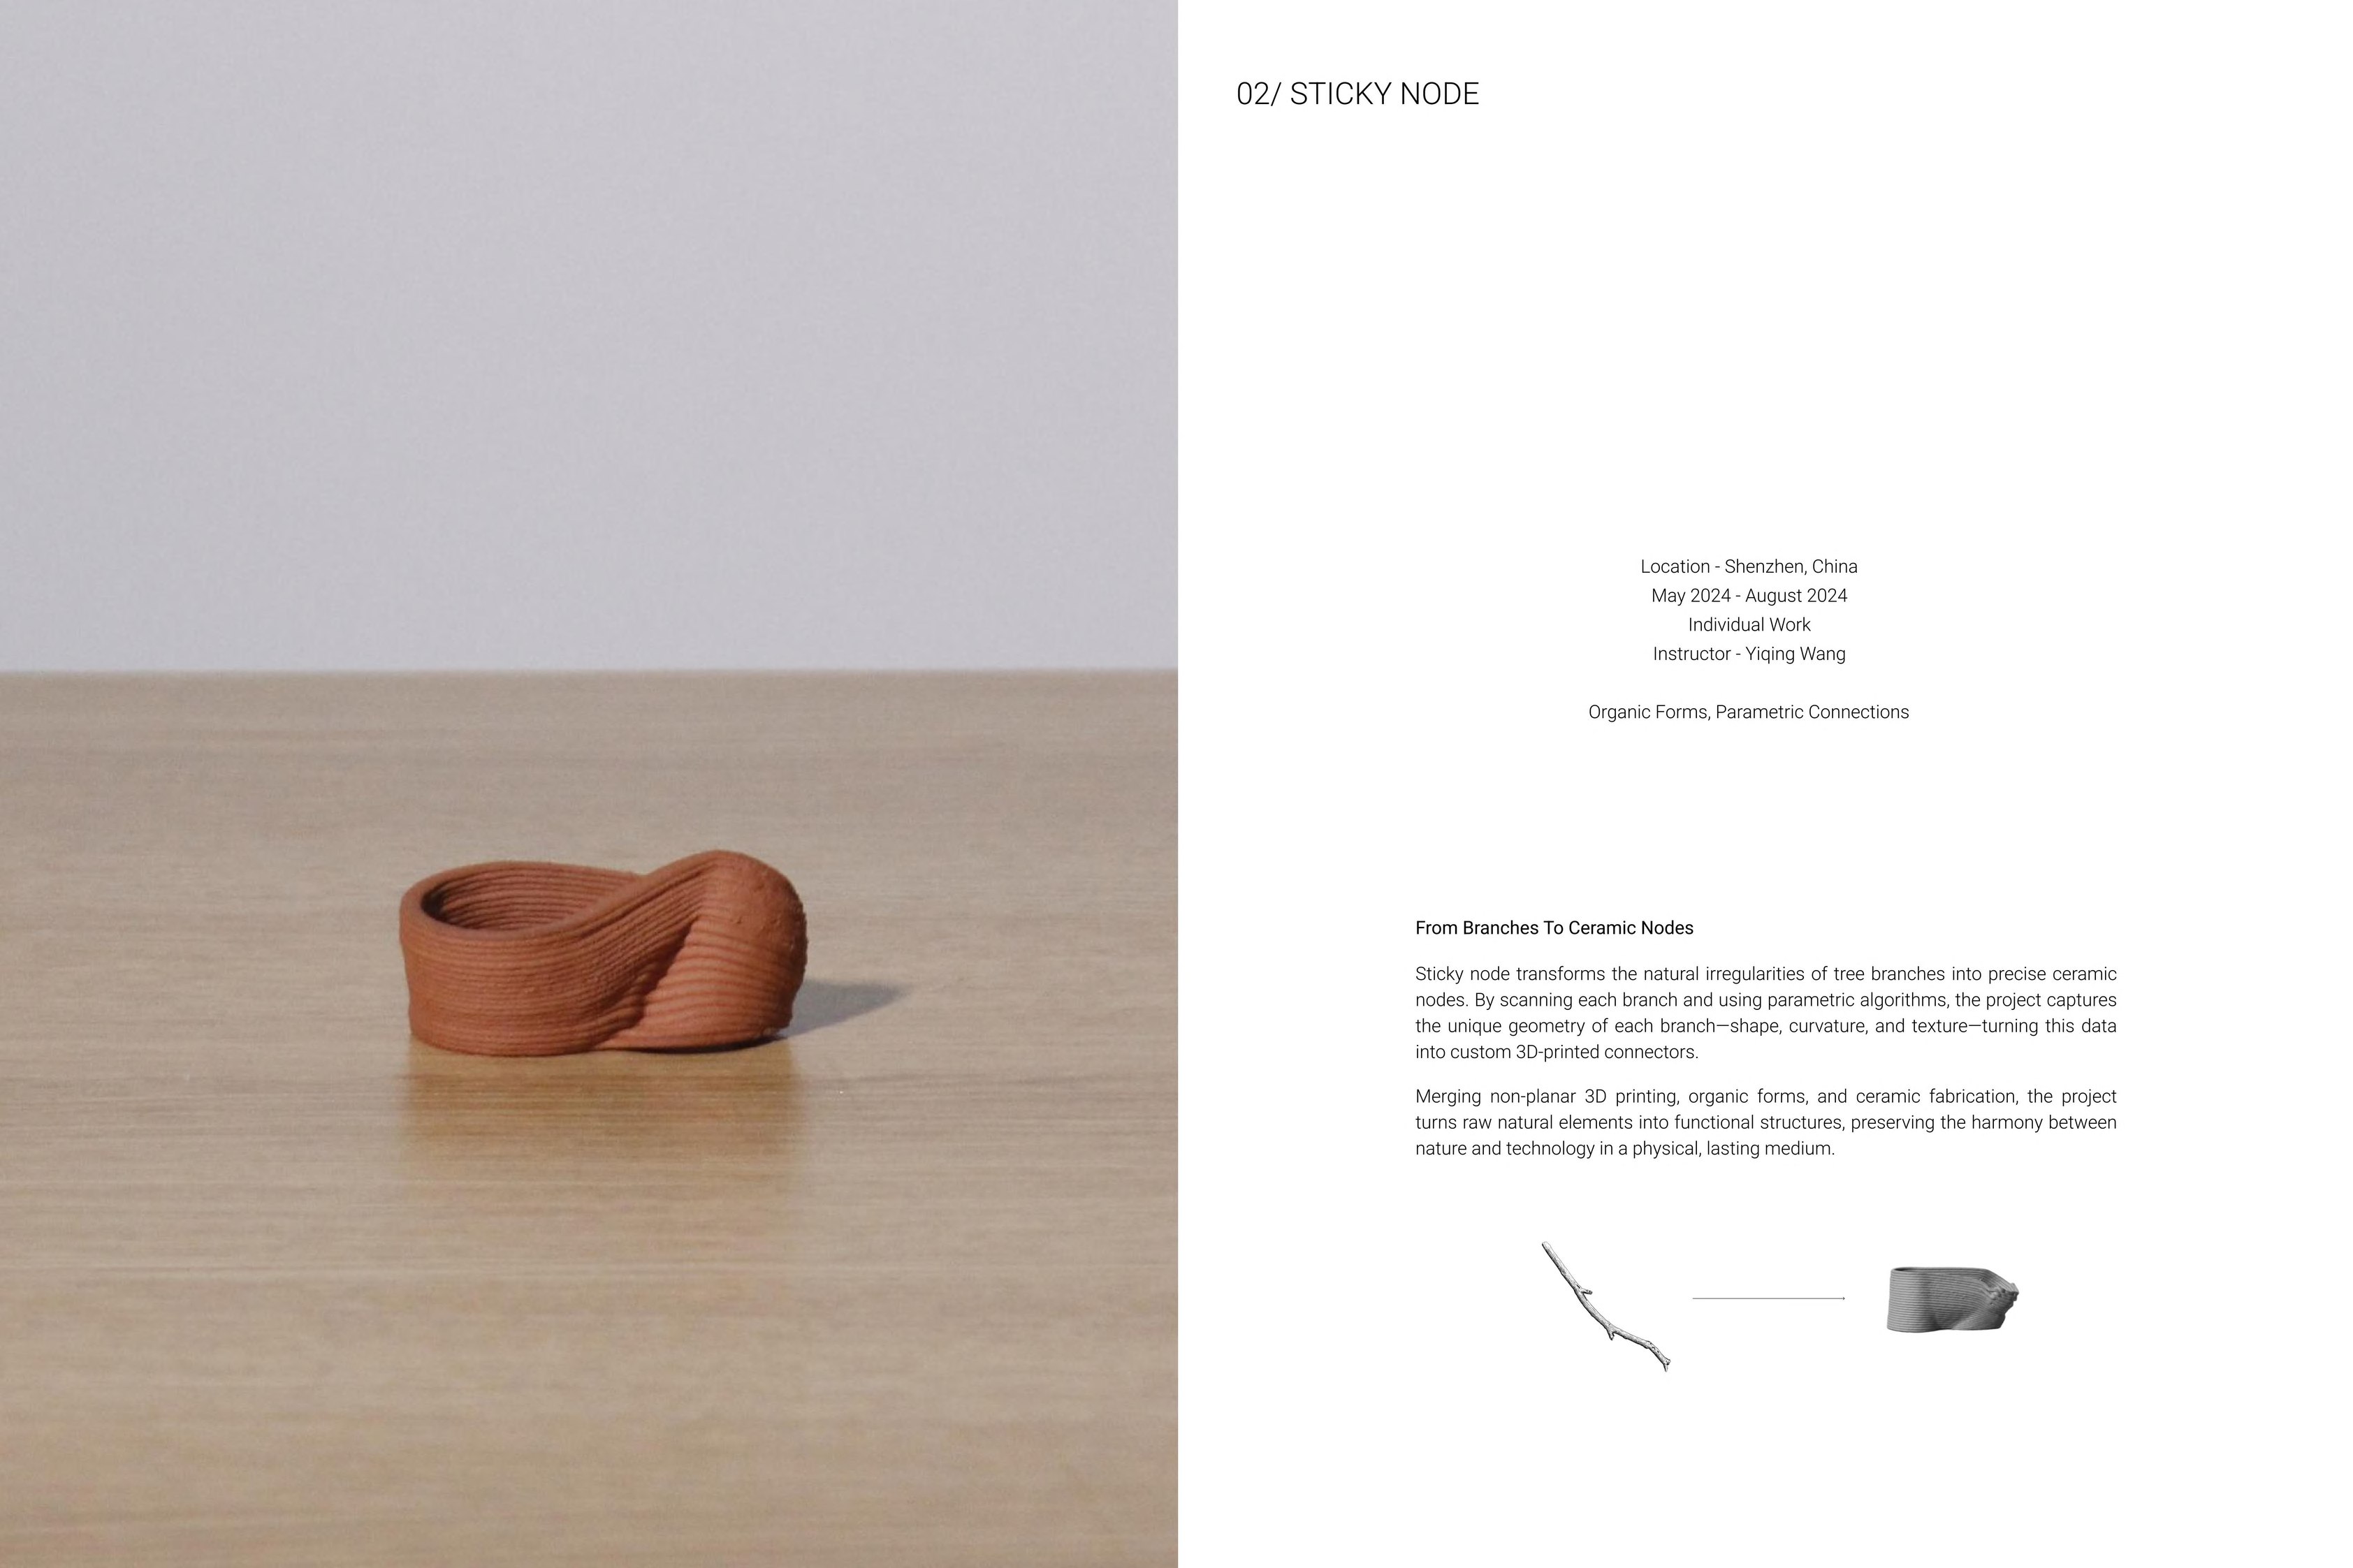 02/ STICKY NODE
Location - Shenzhen, China
May 2024 - August 2024
Individual Work
Instructor - Yiqing Wang
Organic Forms, Parametric Connections
From Branches To Ceramic Nodes
Sticky node transforms the natural irregularities of tree branches into precise ceramic
nodes. By scanning each branch and using parametric algorithms, the project captures
the unique geometry of each branch—shape, curvature, and texture—turning this data
into custom 3D-printed connectors.
Merging non-planar 3D printing, organic forms, and ceramic fabrication, the project
turns raw natural elements into functional structures, preserving the harmony between
nature and technology in a physical, lasting medium.